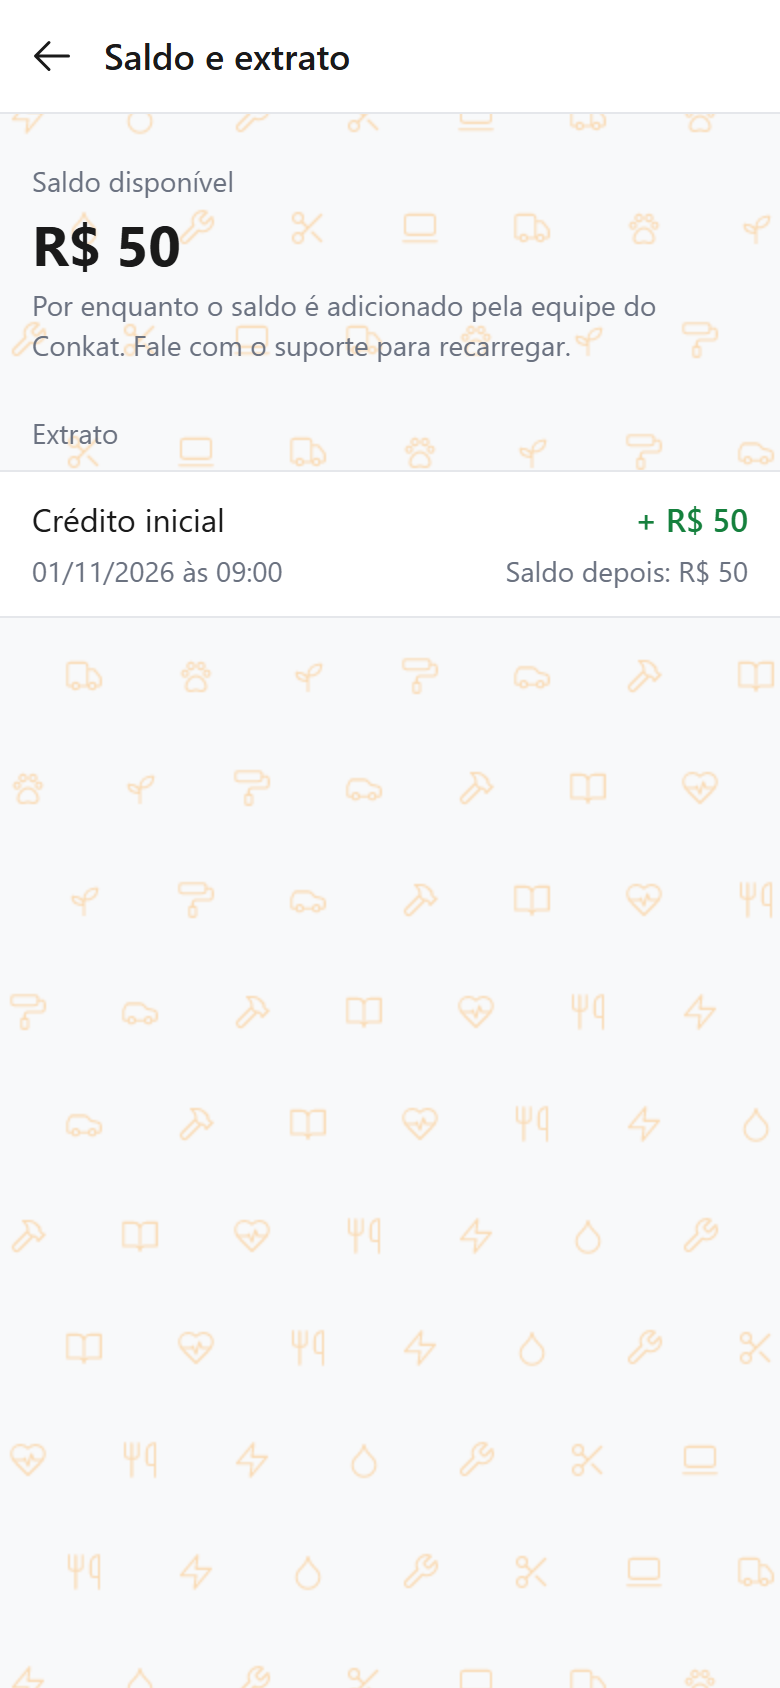 Saldo e extrato
Saldo disponível
R$ 50
Por enquanto o saldo é adicionado pela equipe do
Conkat. Fale com o suporte para recarregar.
Extrato
Crédito inicial
+ R$ 50
01/11/2026 às 09:00
Saldo depois: R$ 50